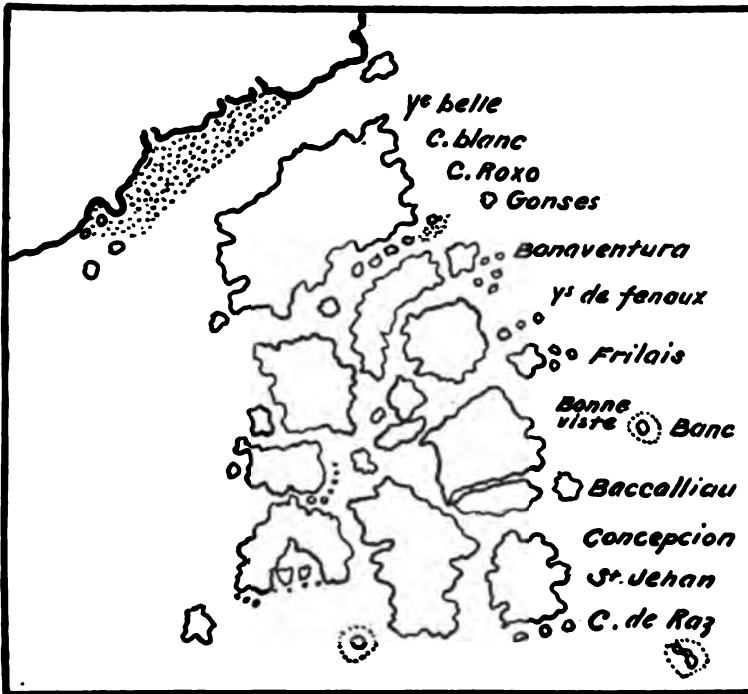 Ye belle
C. blanc
C. Roxo
Gonses
Bonaventura
Ys de fenoux
Frilais
Bonne
viste Banc
Baccalliau
Concepcion
St. Jehan
C. de Raz